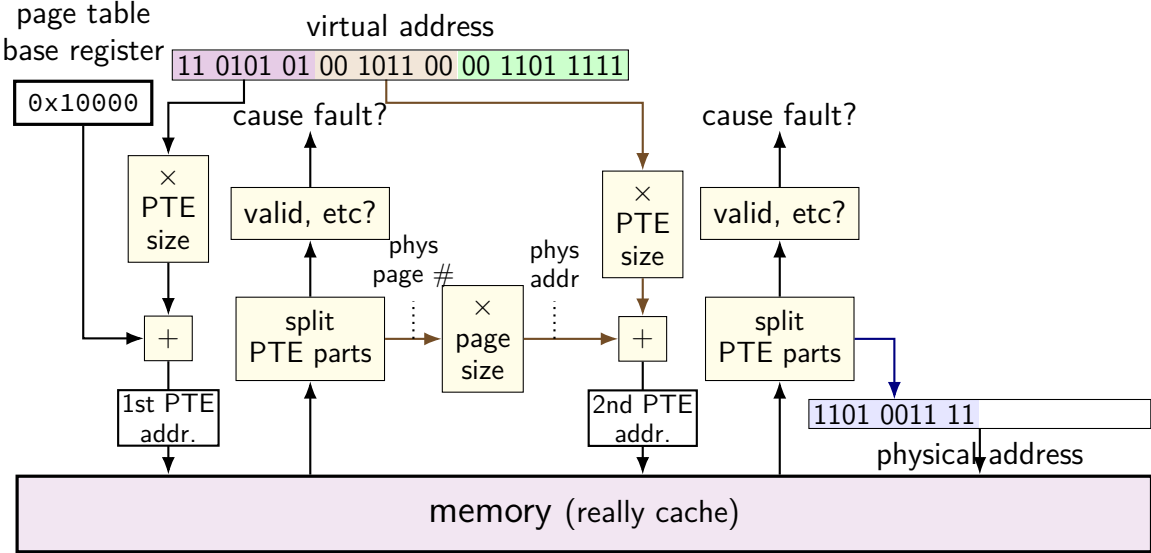 page table
base register
0x10000
virtual address
11 0101 01 00 1011 00 00 1101 1111
cause fault?
cause fault?
×
PTE
size
valid, etc?
×
PTE
size
valid, etc?
phys
page #
phys
addr
+
split
PTE parts
×
page
size
+
split
PTE parts
1st PTE
addr.
2nd PTE
addr.
1101 0011 11
physical address
memory (really cache)